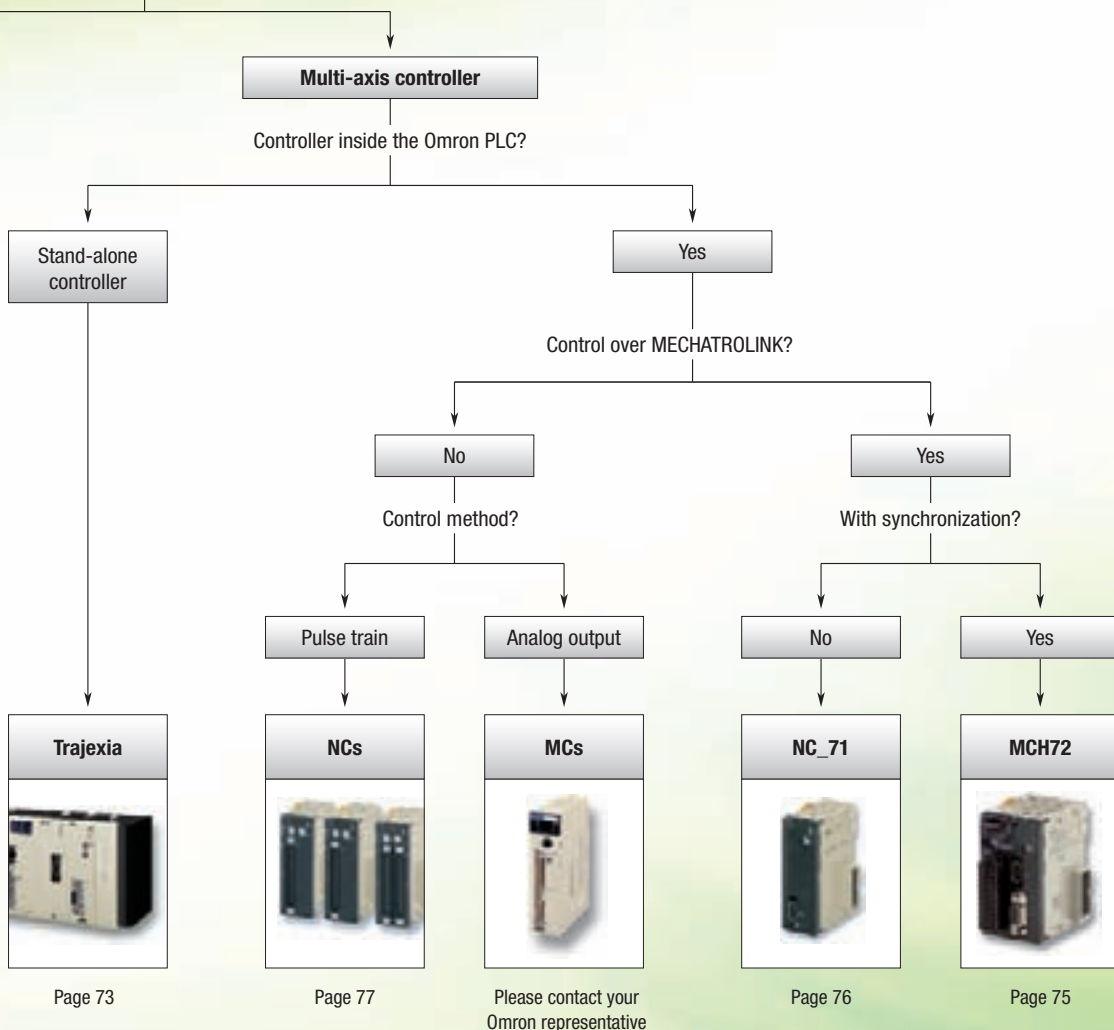 Multi-axis controller
Controller inside the Omron PLC?
Stand-alone
controller
Yes
Control over MECHATROLINK?
No
Yes
Control method?
With synchronization?
Pulse train
Analog output
No
Yes
Trajexia
NCs
MCs
NC_71
MCH72
Page 73
Page 77
Please contact your
Omron representative
Page 76
Page 75